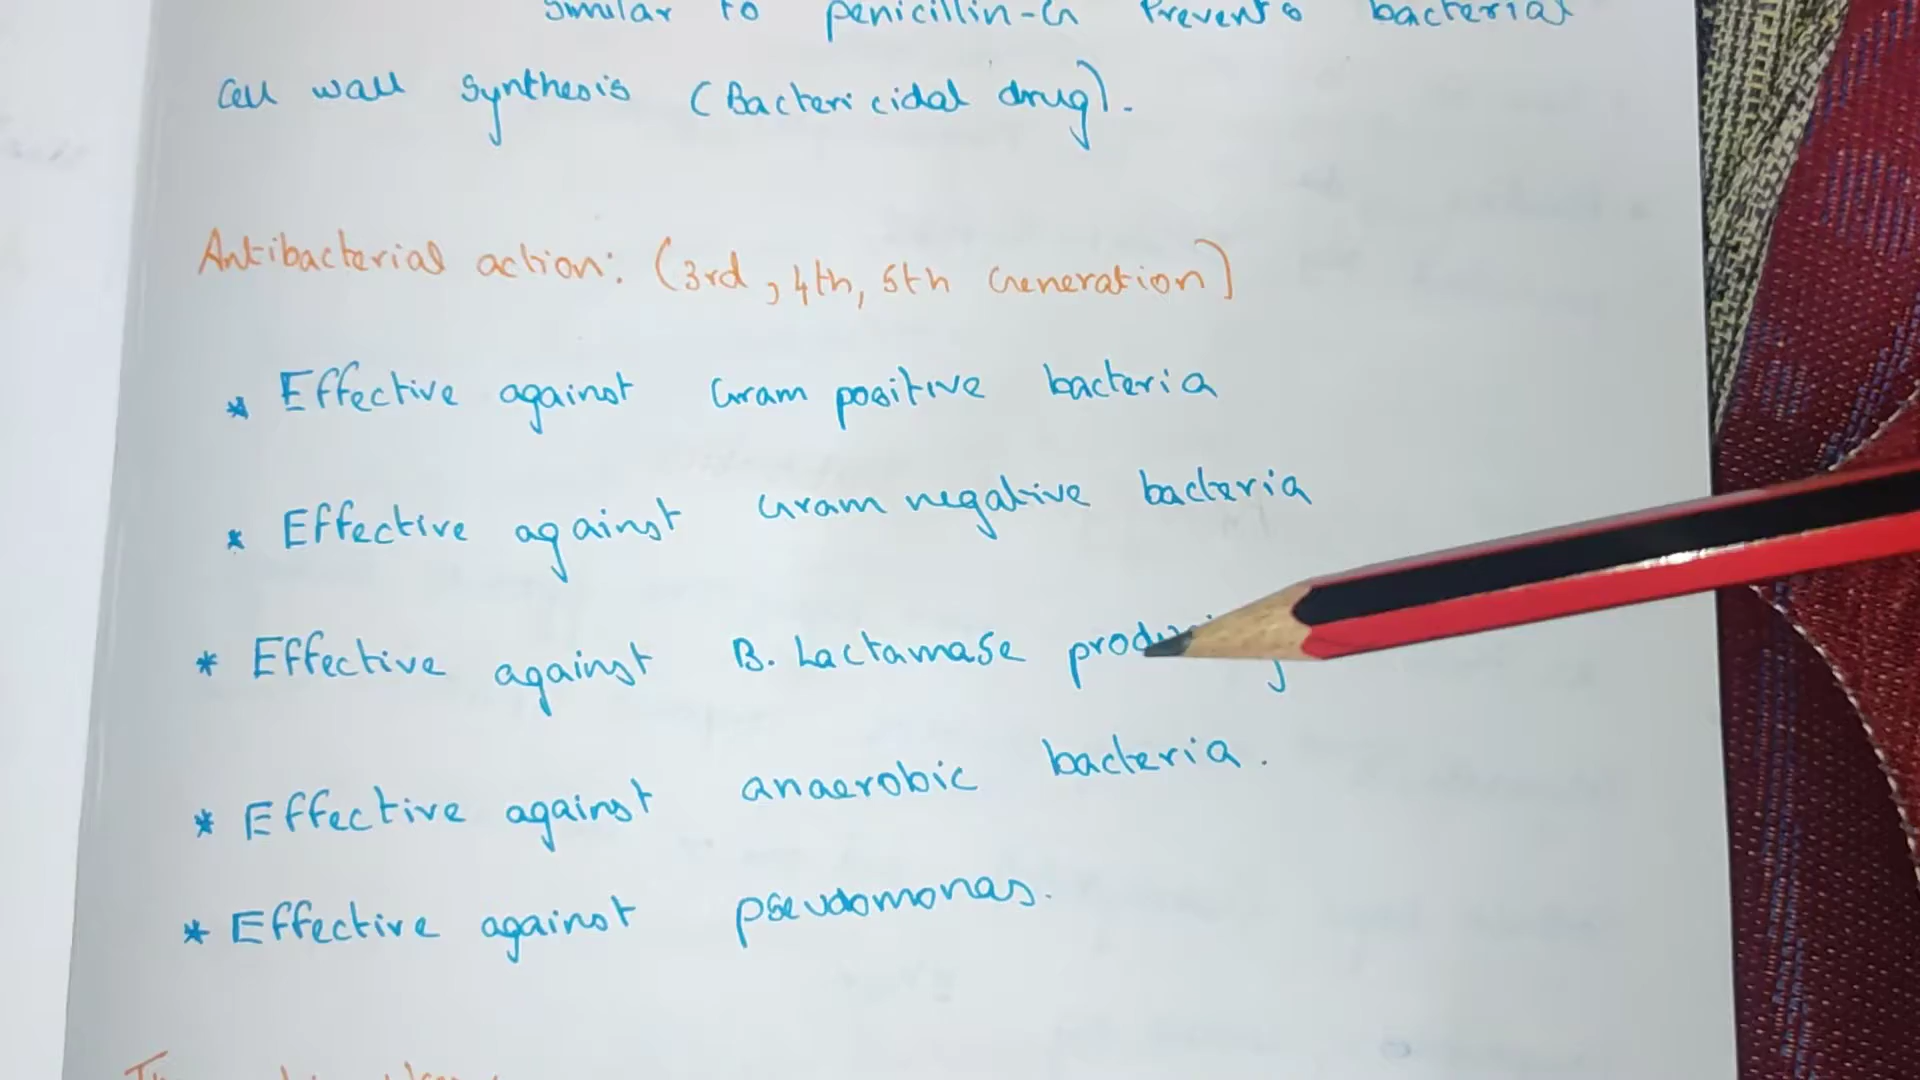 Similar to penicillin-G Prevents bacterial
Cell wall synthesis (Bactericidal drug).
Antibacterial action: (3rd, 4th, 5th Generation)
* Effective against Gram positive bacteria
* Effective against Gram negative bacteria
* Effective against B. Lactamase
* Effective against anaerobic bacteria.
* Effective against pseudomonas.